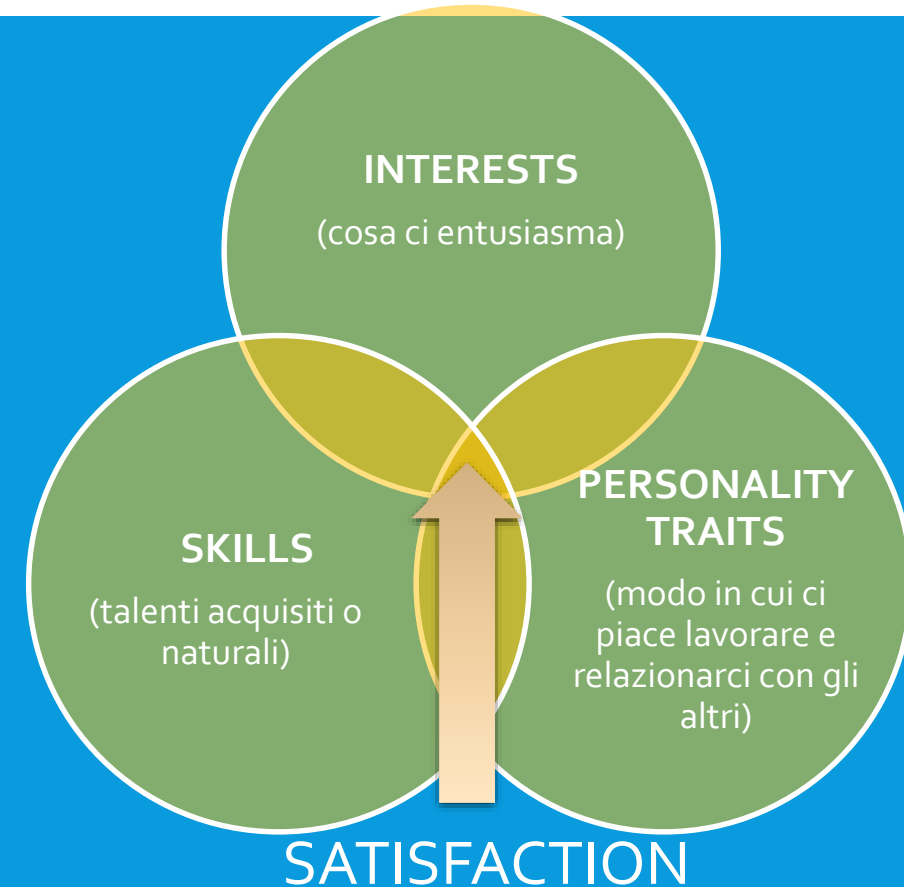 INTERESTS
(cosa ci entusiasma)
SKILLS
(talenti acquisiti o
naturali)
PERSONALITY
TRAITS
(modo in cui ci
piace lavorare e
relazionarci con gli
altri)
SATISFACTION